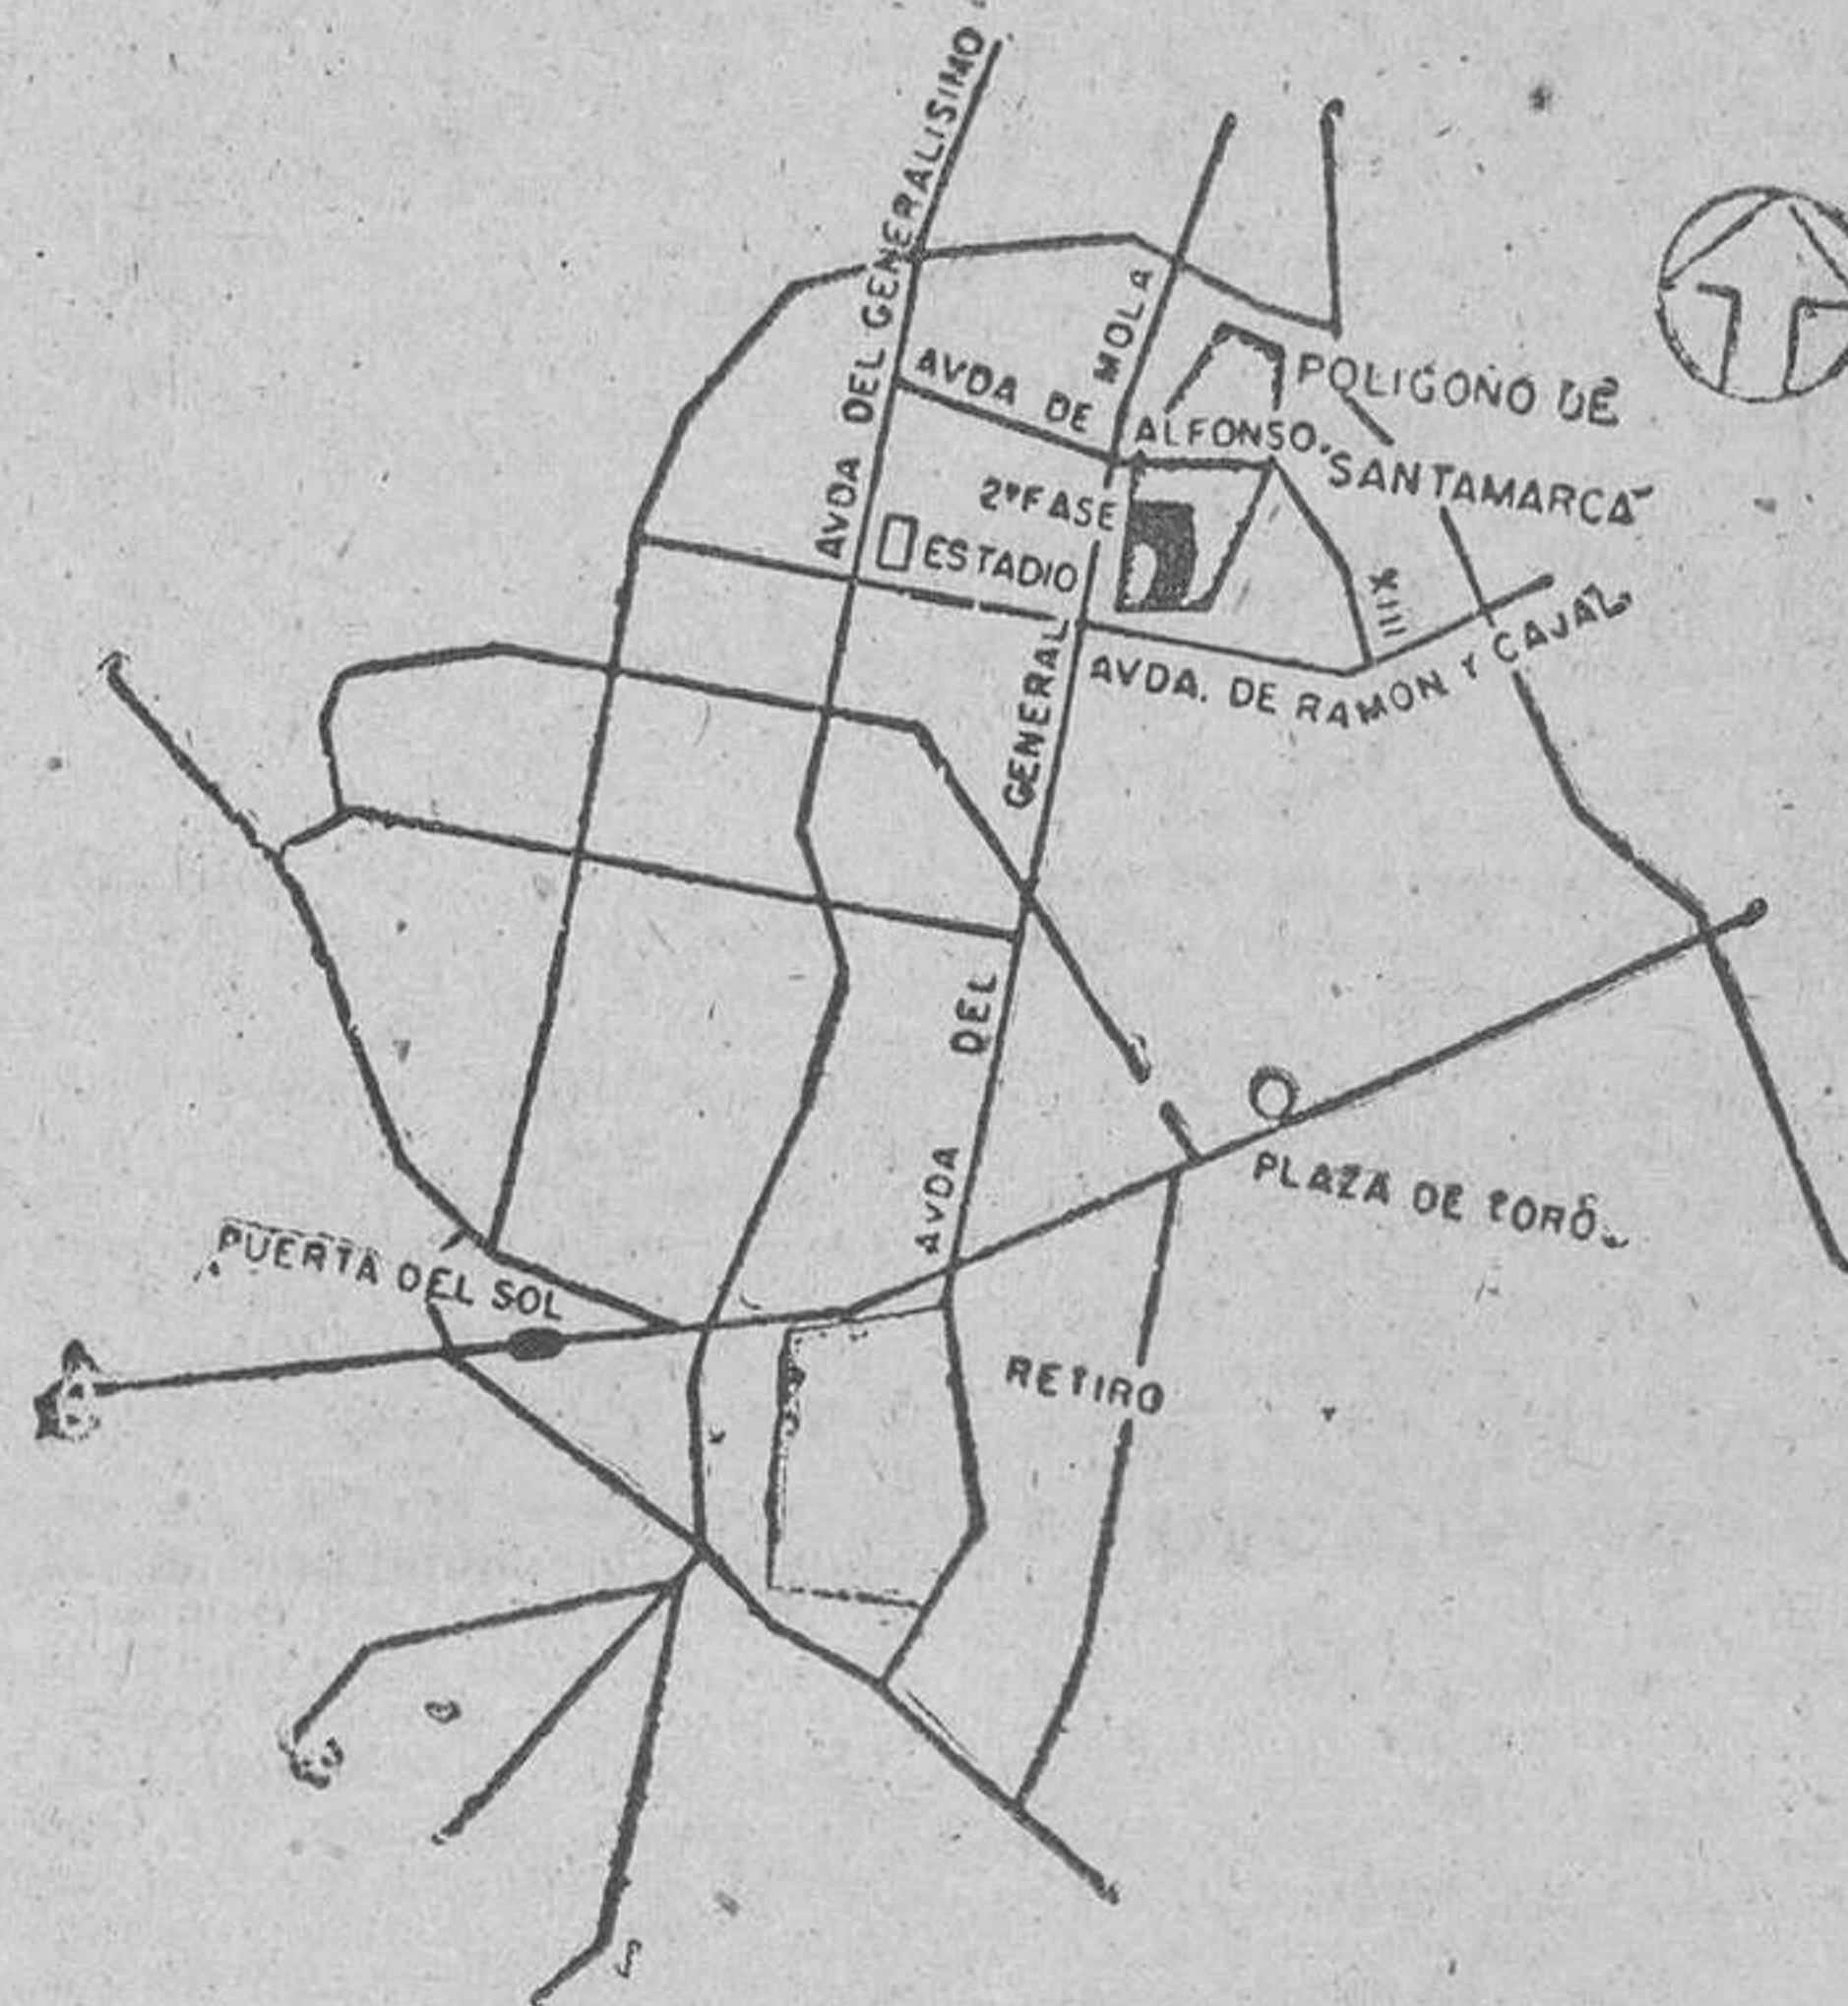 AVDA DEL GENERALISIMO
AVDA DE ALFONSO XIII
POLIGONO DE
SANTAMARCA
2ª FASE
ESTADIO
AVDA DEL GENERAL MOLA
AVDA. DE RAMON Y CAJAL
PLAZA DE TOROS
PUERTA DEL SOL
RETIRO